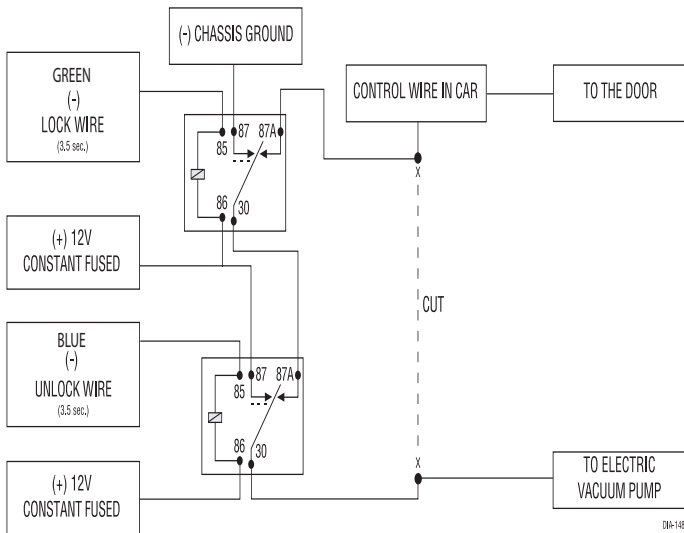 (-) CHASSIS GROUND
GREEN
(-)
LOCK WIRE
(3.5 sec.)
CONTROL WIRE IN CAR
TO THE DOOR
87
87A
85
86
30
(+) 12V
CONSTANT FUSED
CUT
X
BLUE
(-)
UNLOCK WIRE
(3.5 sec.)
87
87A
85
86
30
X
(+) 12V
CONSTANT FUSED
TO ELECTRIC
VACUUM PUMP
DIA-148